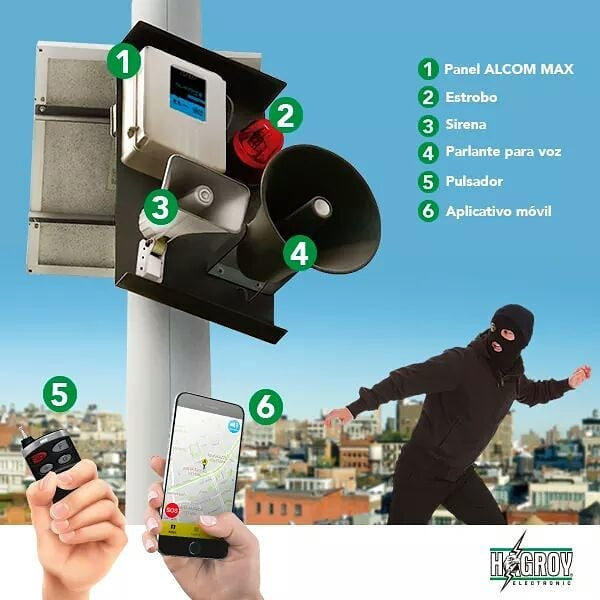 1 Panel ALCOM MAX
2 Estrobo
3 Sirena
4 Parlante para voz
5 Pulsador
6 Aplicativo móvil
1
2
3
4
5
6
SOS
HAGROY
ELECTRONIC